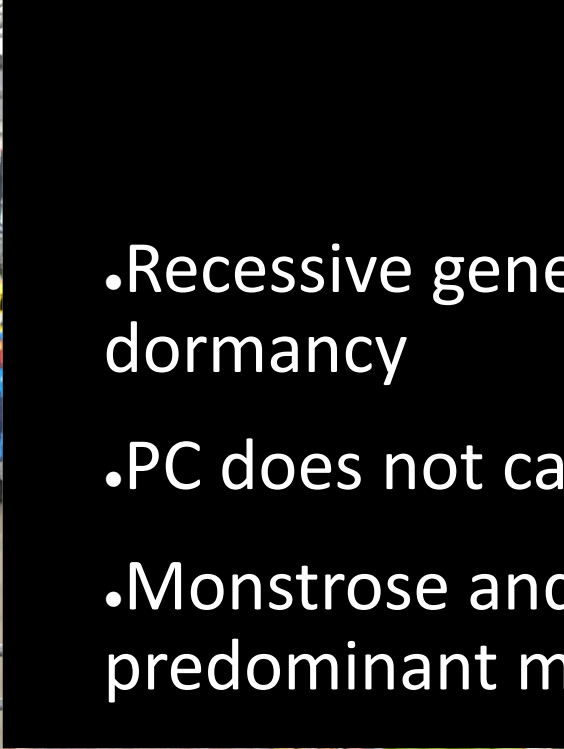 •Recessive gene
dormancy
•PC does not ca
•Monstrose and
predominant m